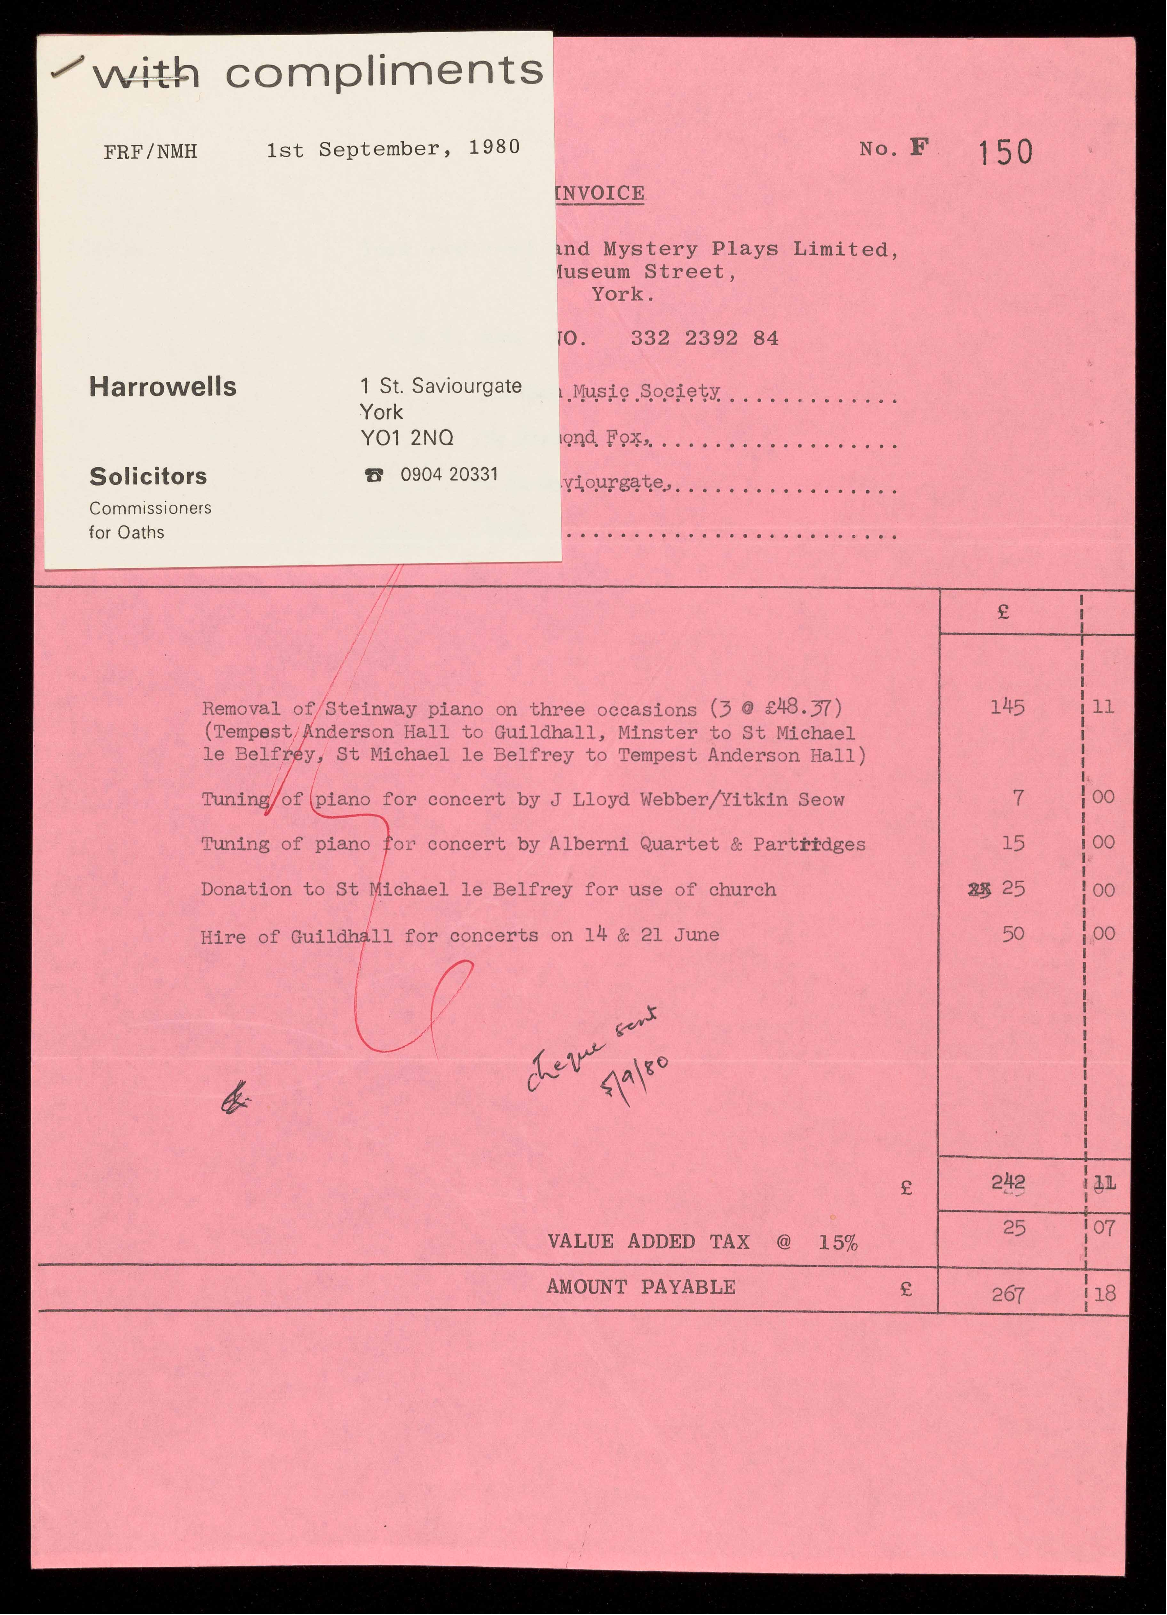 with compliments
FRF/NMH 1st September, 1980
Harrowells 1 St. Saviourgate
York
YO1 2NQ
Solicitors ☎ 0904 20331
Commissioners
for Oaths
No. F 150
INVOICE
and Mystery Plays Limited,
Museum Street,
York.
NO. 332 2392 84
Music Society
mond Fox,
viourgate,
£
Removal of Steinway piano on three occasions (3 @ £48.37) 145 11
(Tempest Anderson Hall to Guildhall, Minster to St Michael
le Belfrey, St Michael le Belfrey to Tempest Anderson Hall)
Tuning of piano for concert by J Lloyd Webber/Yitkin Seow 7 00
Tuning of piano for concert by Alberni Quartet & Partridges 15 00
Donation to St Michael le Belfrey for use of church 25 00
Hire of Guildhall for concerts on 14 & 21 June 50 00
cheque sent
5/9/80
£ 242 11
VALUE ADDED TAX @ 15% 25 07
AMOUNT PAYABLE £ 267 18